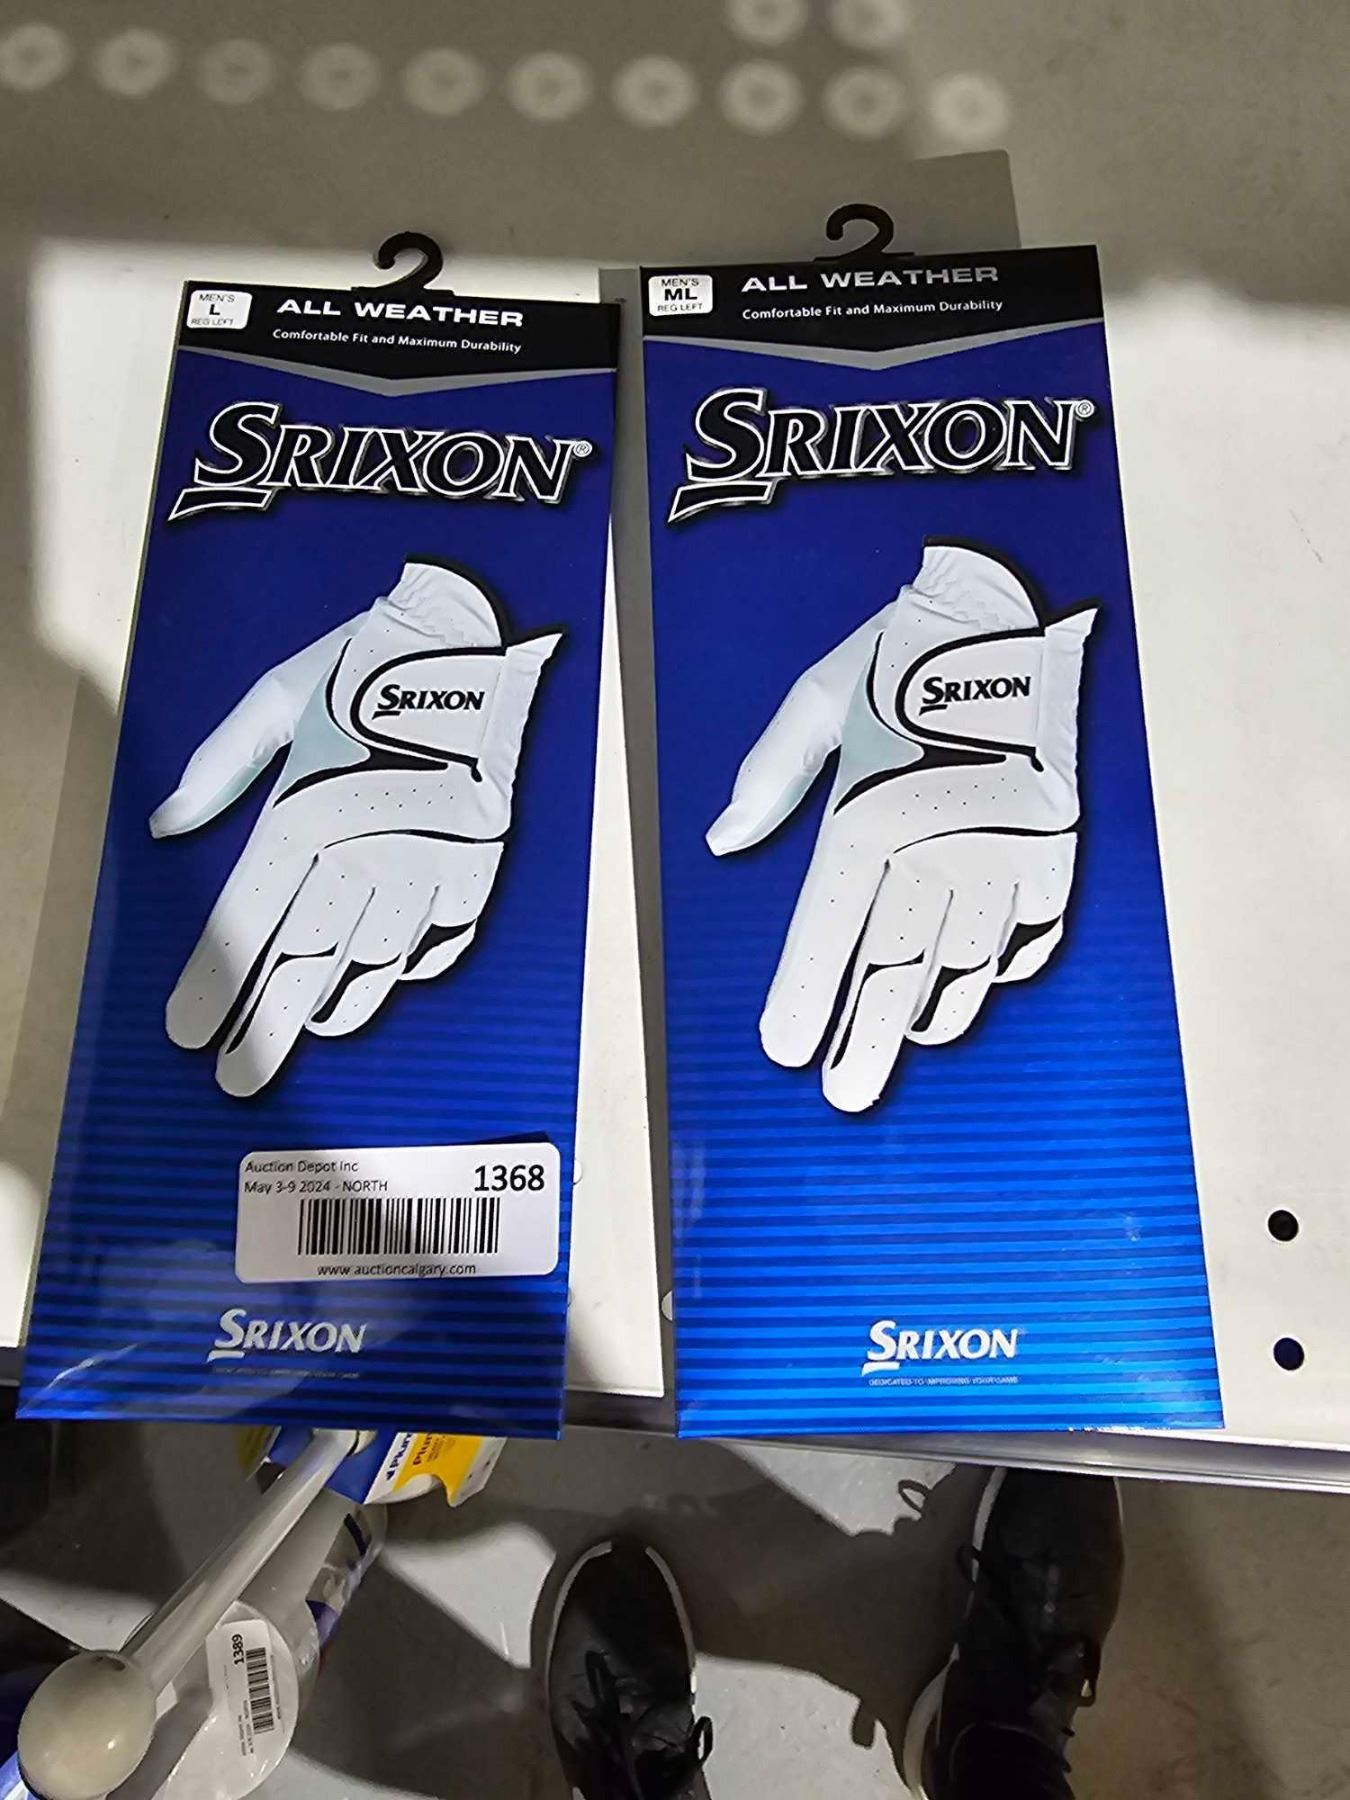 MEN'S
L
REG LEFT
ALL WEATHER
Comfortable Fit and Maximum Durability
SRIXON®
SRIXON
Auction Depot Inc
May 3-9 2024 - NORTH
1368
www.auctioncalgary.com
SRIXON
MEN'S
ML
REG LEFT
ALL WEATHER
Comfortable Fit and Maximum Durability
SRIXON®
SRIXON
SRIXON
DEDICATED TO IMPROVING YOUR GAME
1389